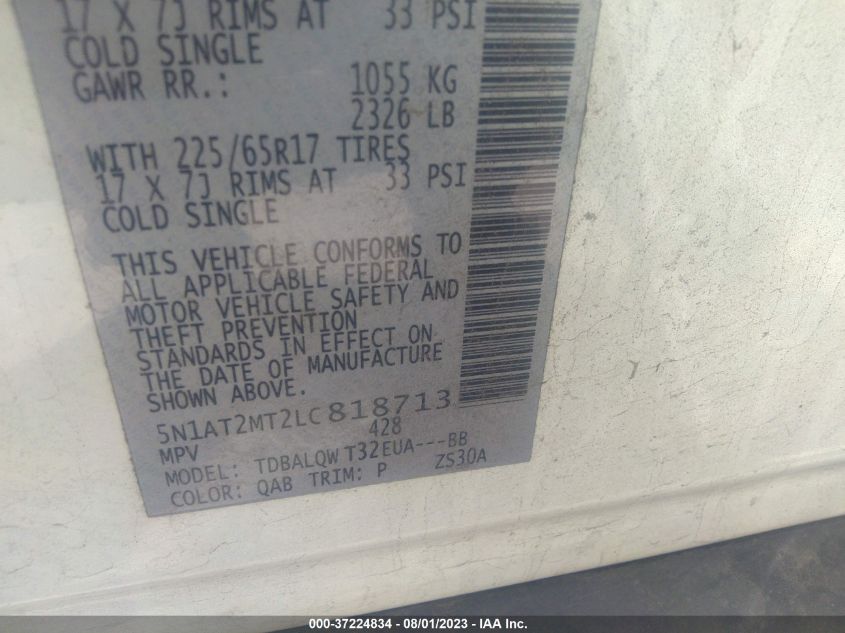 17 X 7J RIMS AT 33 PSI
COLD SINGLE
GAWR RR.: 1055 KG
2326 LB
WITH 225/65R17 TIRES
17 X 7J RIMS AT 33 PSI
COLD SINGLE
THIS VEHICLE CONFORMS TO
ALL APPLICABLE FEDERAL
MOTOR VEHICLE SAFETY AND
THEFT PREVENTION
STANDARDS IN EFFECT ON
THE DATE OF MANUFACTURE
SHOWN ABOVE.
5N1AT2MT2LC818713
MPV 428
MODEL: TDBALQWT32EUA---BB
COLOR: QAB TRIM: P ZS30A
000-37224834 - 08/01/2023 - IAA Inc.